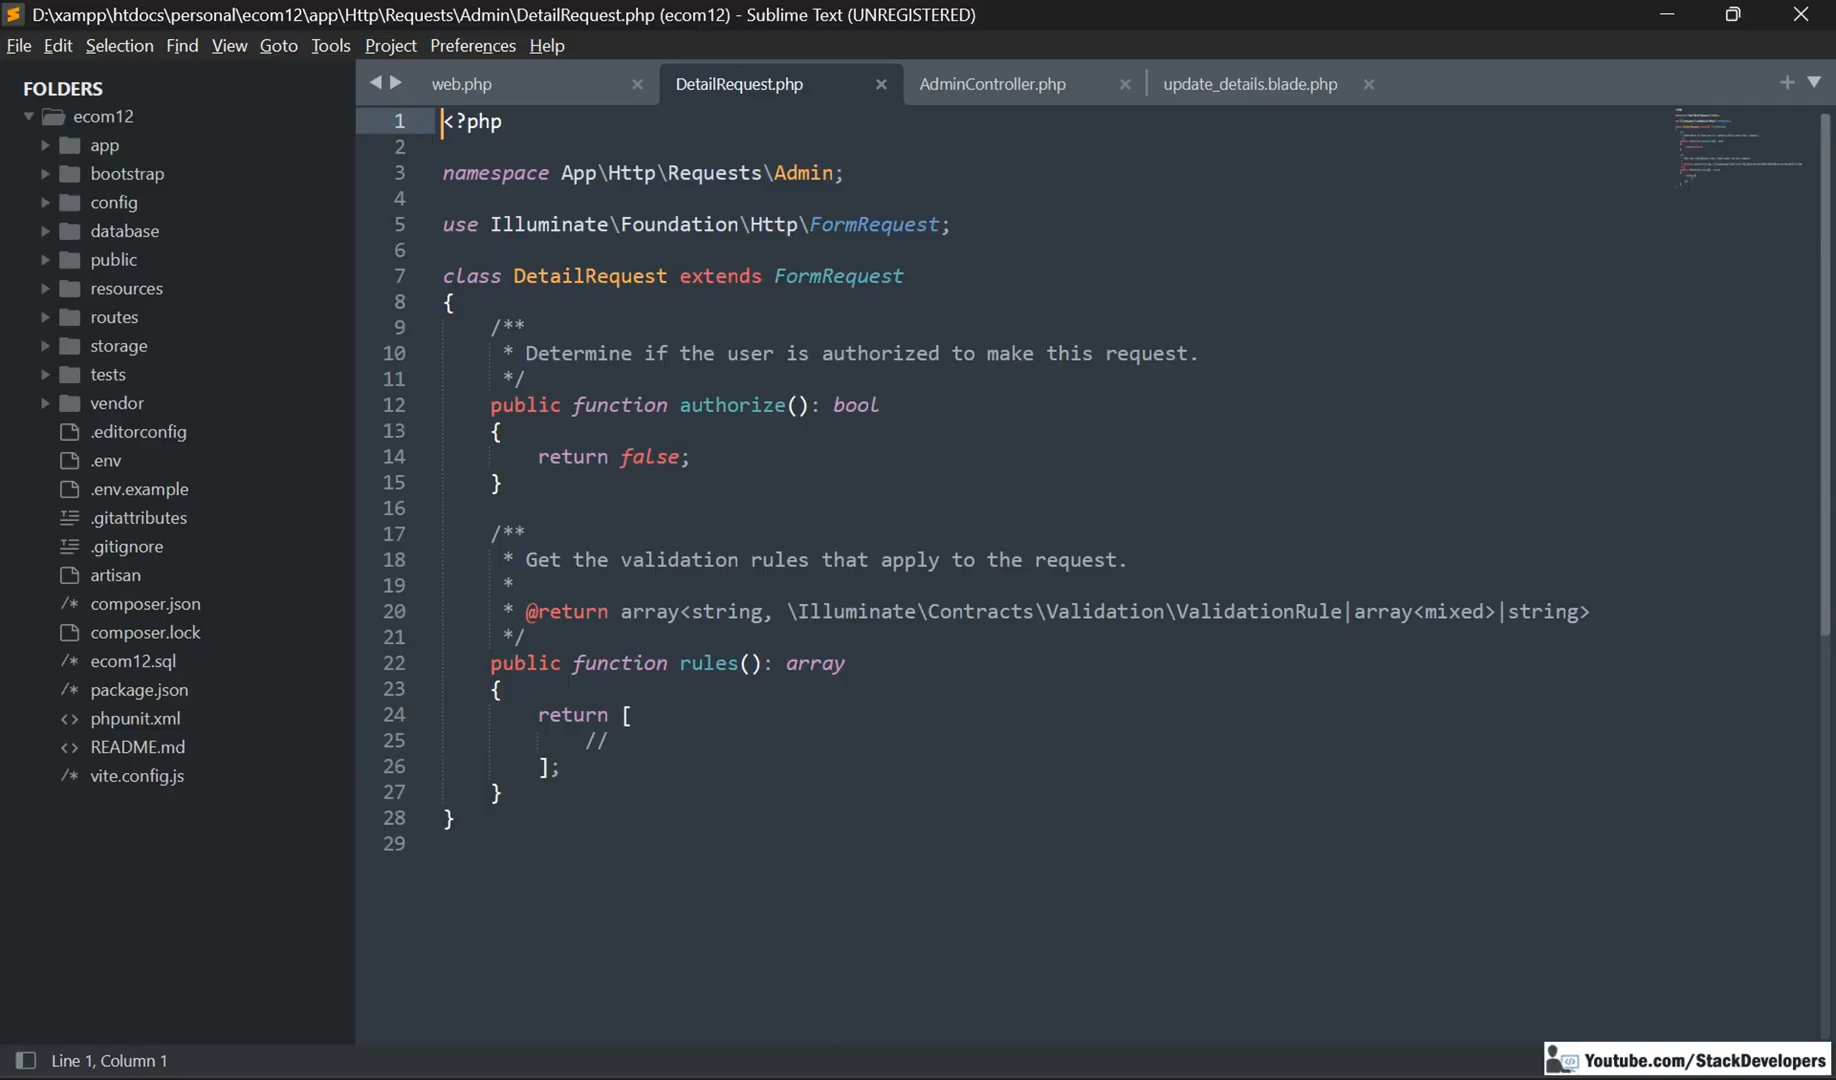 D:\xampp\htdocs\personal\ecom12\app\Http\Requests\Admin\DetailRequest.php (ecom12) - Sublime Text (UNREGISTERED)
File Edit Selection Find View Goto Tools Project Preferences Help
FOLDERS
ecom12
app
bootstrap
config
database
public
resources
routes
storage
tests
vendor
.editorconfig
.env
.env.example
.gitattributes
.gitignore
artisan
/* composer.json
composer.lock
/* ecom12.sql
/* package.json
<> phpunit.xml
<> README.md
/* vite.config.js
web.php DetailRequest.php AdminController.php update_details.blade.php
1 <?php
2
3 namespace App\Http\Requests\Admin;
4
5 use Illuminate\Foundation\Http\FormRequest;
6
7 class DetailRequest extends FormRequest
8 {
9 /**
10 * Determine if the user is authorized to make this request.
11 */
12 public function authorize(): bool
13 {
14 return false;
15 }
16
17 /**
18 * Get the validation rules that apply to the request.
19 *
20 * @return array<string, \Illuminate\Contracts\Validation\ValidationRule|array<mixed>|string>
21 */
22 public function rules(): array
23 {
24 return [
25 //
26 ];
27 }
28 }
29
Line 1, Column 1
Youtube.com/StackDevelopers